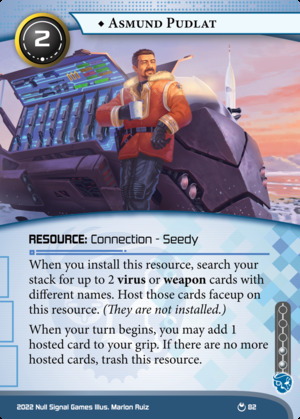 2
◆ Asmund Pudlat
RESOURCE: Connection - Seedy
When you install this resource, search your
stack for up to 2 virus or weapon cards with
different names. Host those cards faceup on
this resource. (They are not installed.)
When your turn begins, you may add 1
hosted card to your grip. If there are no more
hosted cards, trash this resource.
2022 Null Signal Games Illus. Marlon Ruiz
82